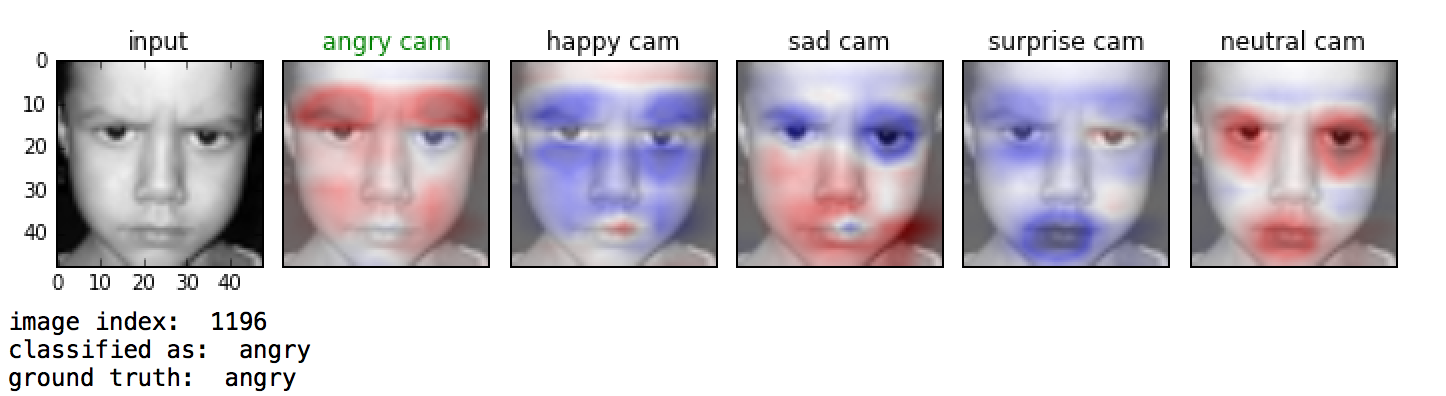 input angry cam happy cam sad cam surprise cam neutral cam
0
10
20
30
40
0 10 20 30 40
image index: 1196
classified as: angry
ground truth: angry